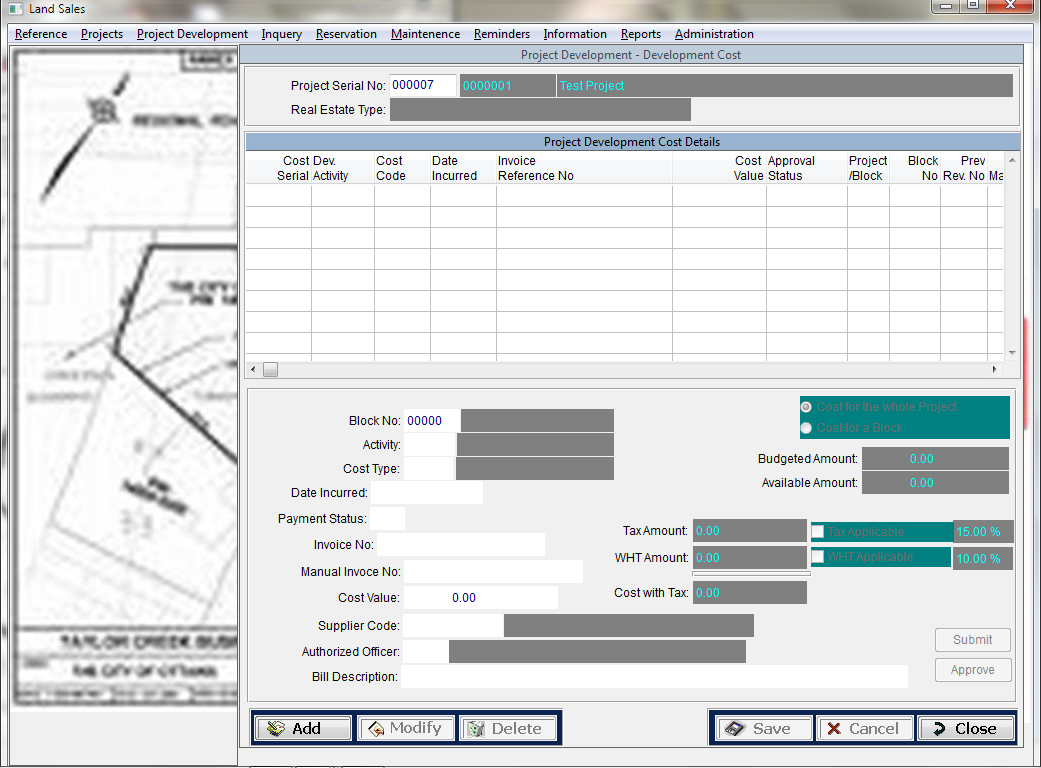 Land Sales
Reference Projects Project Development Inquery Reservation Maintenence Reminders Information Reports Administration
Project Development - Development Cost
Project Serial No: 000007 0000001 Test Project
Real Estate Type:
Project Development Cost Details
Cost Dev. Cost Date Invoice Cost Approval Project Block Prev
Serial Activity Code Incurred Reference No Value Status /Block No Rev. No Ma
Cost for the whole Project
Block No: 00000
Cost for a Block
Activity:
Budgeted Amount: 0.00
Cost Type:
Available Amount: 0.00
Date Incurred:
Payment Status:
Tax Amount: 0.00 Tax Applicable 15.00 %
Invoice No:
WHT Amount: 0.00 WHT Applicable 10.00 %
Manual Invoce No:
Cost with Tax: 0.00
Cost Value: 0.00
Supplier Code:
Submit
Authorized Officer:
Approve
Bill Description:
Add Modify Delete Save Cancel Close
THE CITY OF OTTAWA